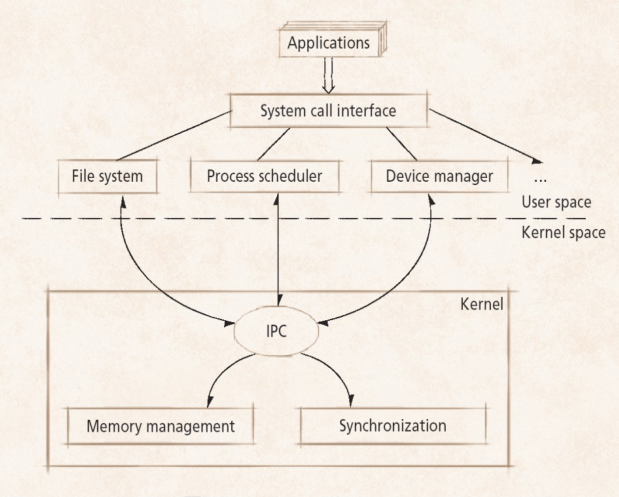 Applications
System call interface
File system
Process scheduler
Device manager
...
User space
Kernel space
Kernel
IPC
Memory management
Synchronization